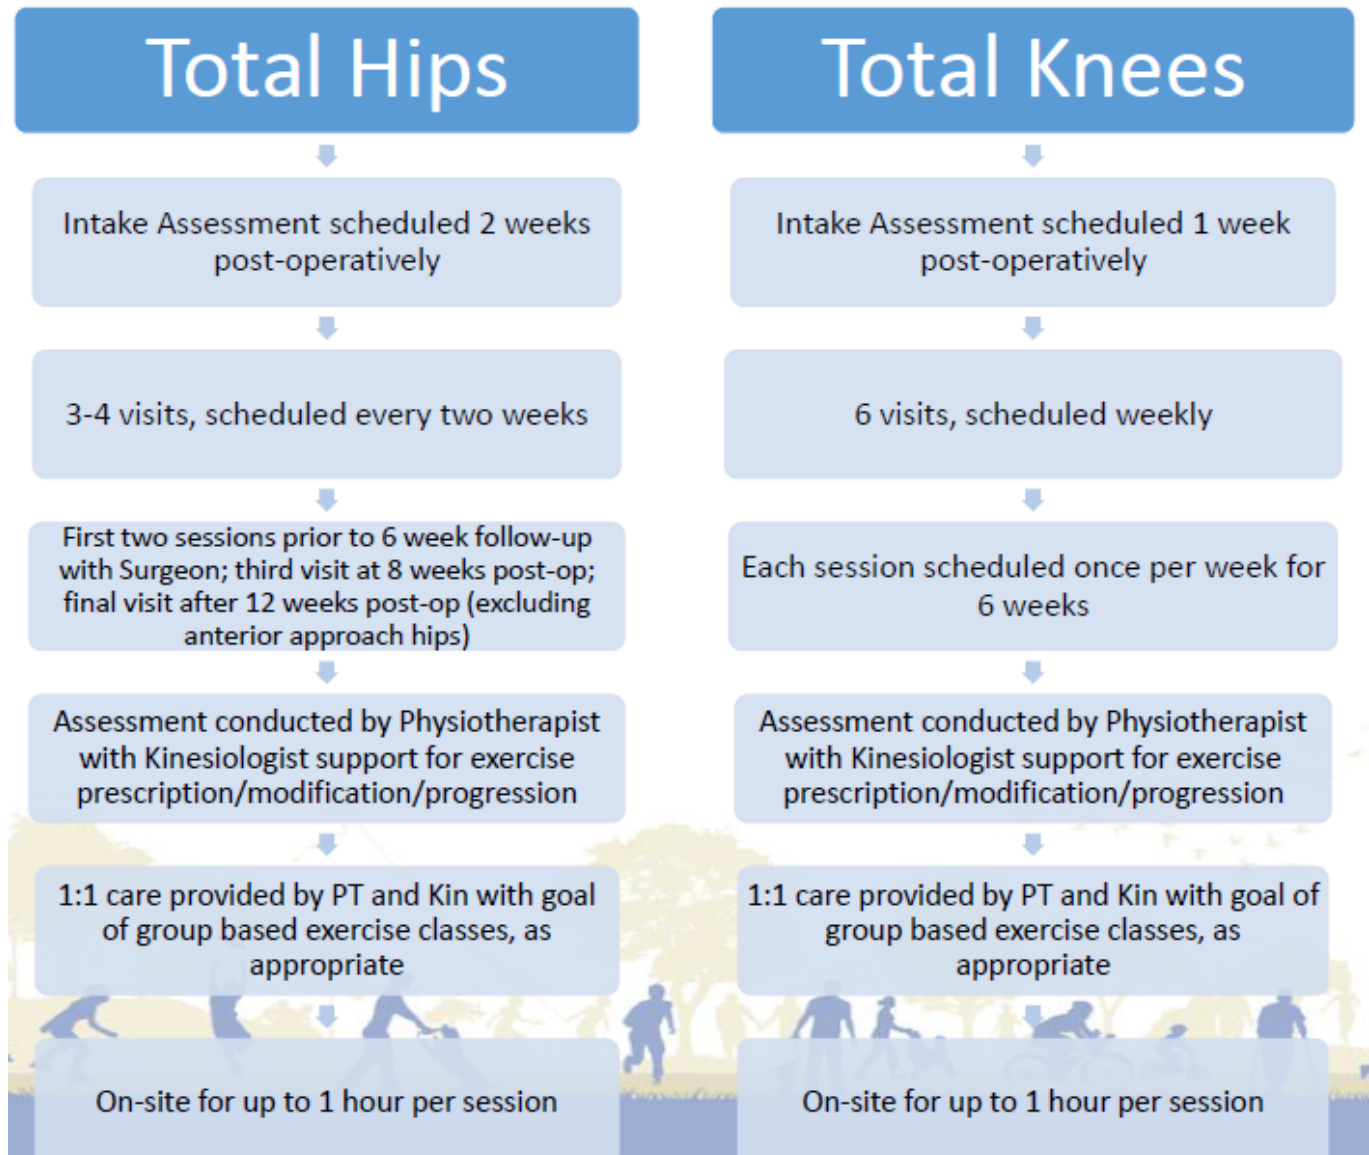 Total Hips
Intake Assessment scheduled 2 weeks
post-operatively
3-4 visits, scheduled every two weeks
First two sessions prior to 6 week follow-up
with Surgeon; third visit at 8 weeks post-op;
final visit after 12 weeks post-op (excluding
anterior approach hips)
Assessment conducted by Physiotherapist
with Kinesiologist support for exercise
prescription/modification/progression
1:1 care provided by PT and Kin with goal
of group based exercise classes, as
appropriate
On-site for up to 1 hour per session
Total Knees
Intake Assessment scheduled 1 week
post-operatively
6 visits, scheduled weekly
Each session scheduled once per week for
6 weeks
Assessment conducted by Physiotherapist
with Kinesiologist support for exercise
prescription/modification/progression
1:1 care provided by PT and Kin with goal of
group based exercise classes, as
appropriate
On-site for up to 1 hour per session